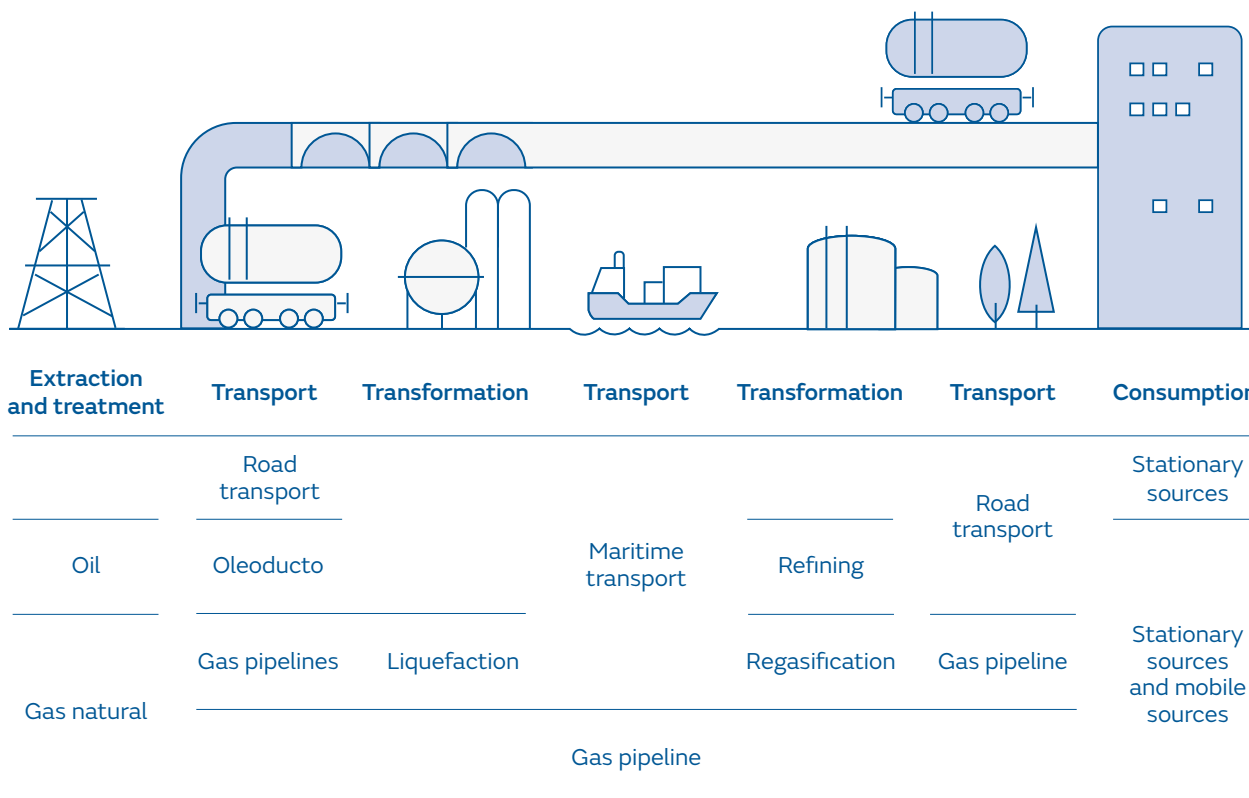 Extraction
and treatment
Transport
Transformation
Transport
Transformation
Transport
Consumption
Road
transport
Stationary
sources
Road
transport
Oil
Oleoducto
Maritime
transport
Refining
Gas natural
Gas pipelines
Liquefaction
Regasification
Gas pipeline
Stationary
sources
and mobile
sources
Gas pipeline